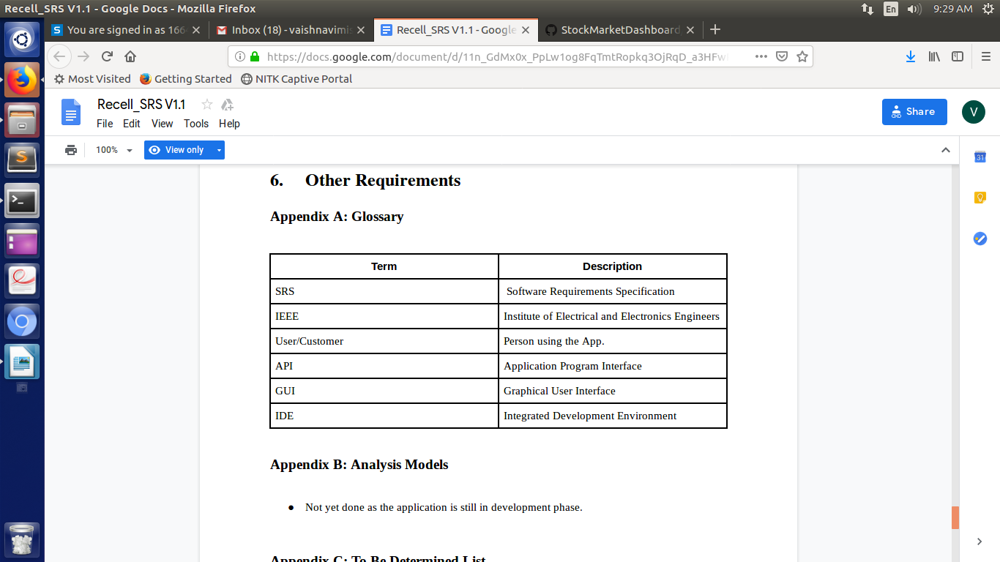 Recell_SRS V1.1 - Google Docs - Mozilla Firefox
En
9:29 AM
You are signed in as 166
Inbox (18) - vaishnavimi
Recell_SRS V1.1 - Google
StockMarketDashboard
https://docs.google.com/document/d/11n_GdMx0x_PpLw1og8FqTmtRopkq3OjRqD_a3HFw
Most Visited
Getting Started
NITK Captive Portal
Recell_SRS V1.1
File Edit View Tools Help
Share
V
100%
View only
31
6. Other Requirements
Appendix A: Glossary
Term Description
SRS Software Requirements Specification
IEEE Institute of Electrical and Electronics Engineers
User/Customer Person using the App.
API Application Program Interface
GUI Graphical User Interface
IDE Integrated Development Environment
Appendix B: Analysis Models
● Not yet done as the application is still in development phase.
Appendix C: To Be Determined List